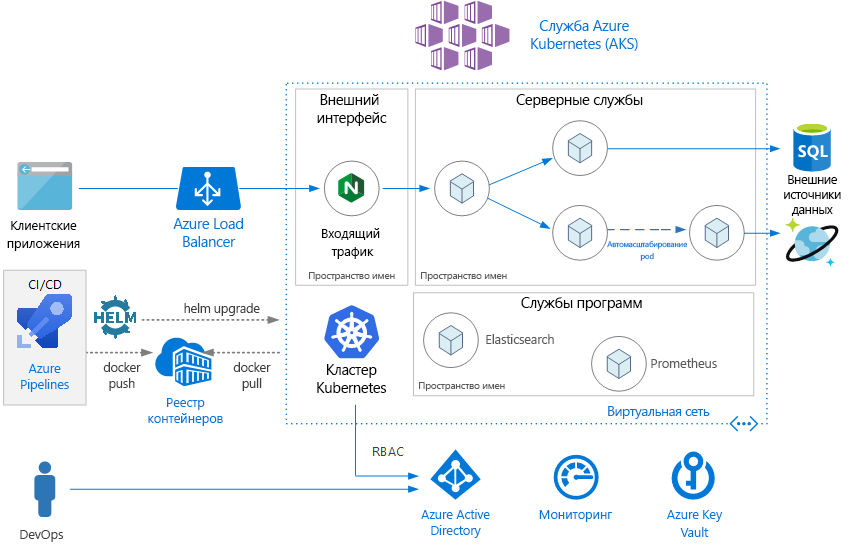 Служба Azure
Kubernetes (AKS)
Внешний
интерфейс
Серверные службы
SQL
Клиентские
приложения
Azure Load
Balancer
Входящий
трафик
Пространство имен
Автомасштабирование
pod
Пространство имен
Внешние
источники
данных
CI/CD
Azure
Pipelines
HELM
helm upgrade
docker
push
Реестр
контейнеров
docker
pull
Кластер
Kubernetes
Службы программ
Elasticsearch
Prometheus
Пространство имен
Виртуальная сеть
RBAC
DevOps
Azure Active
Directory
Мониторинг
Azure Key
Vault